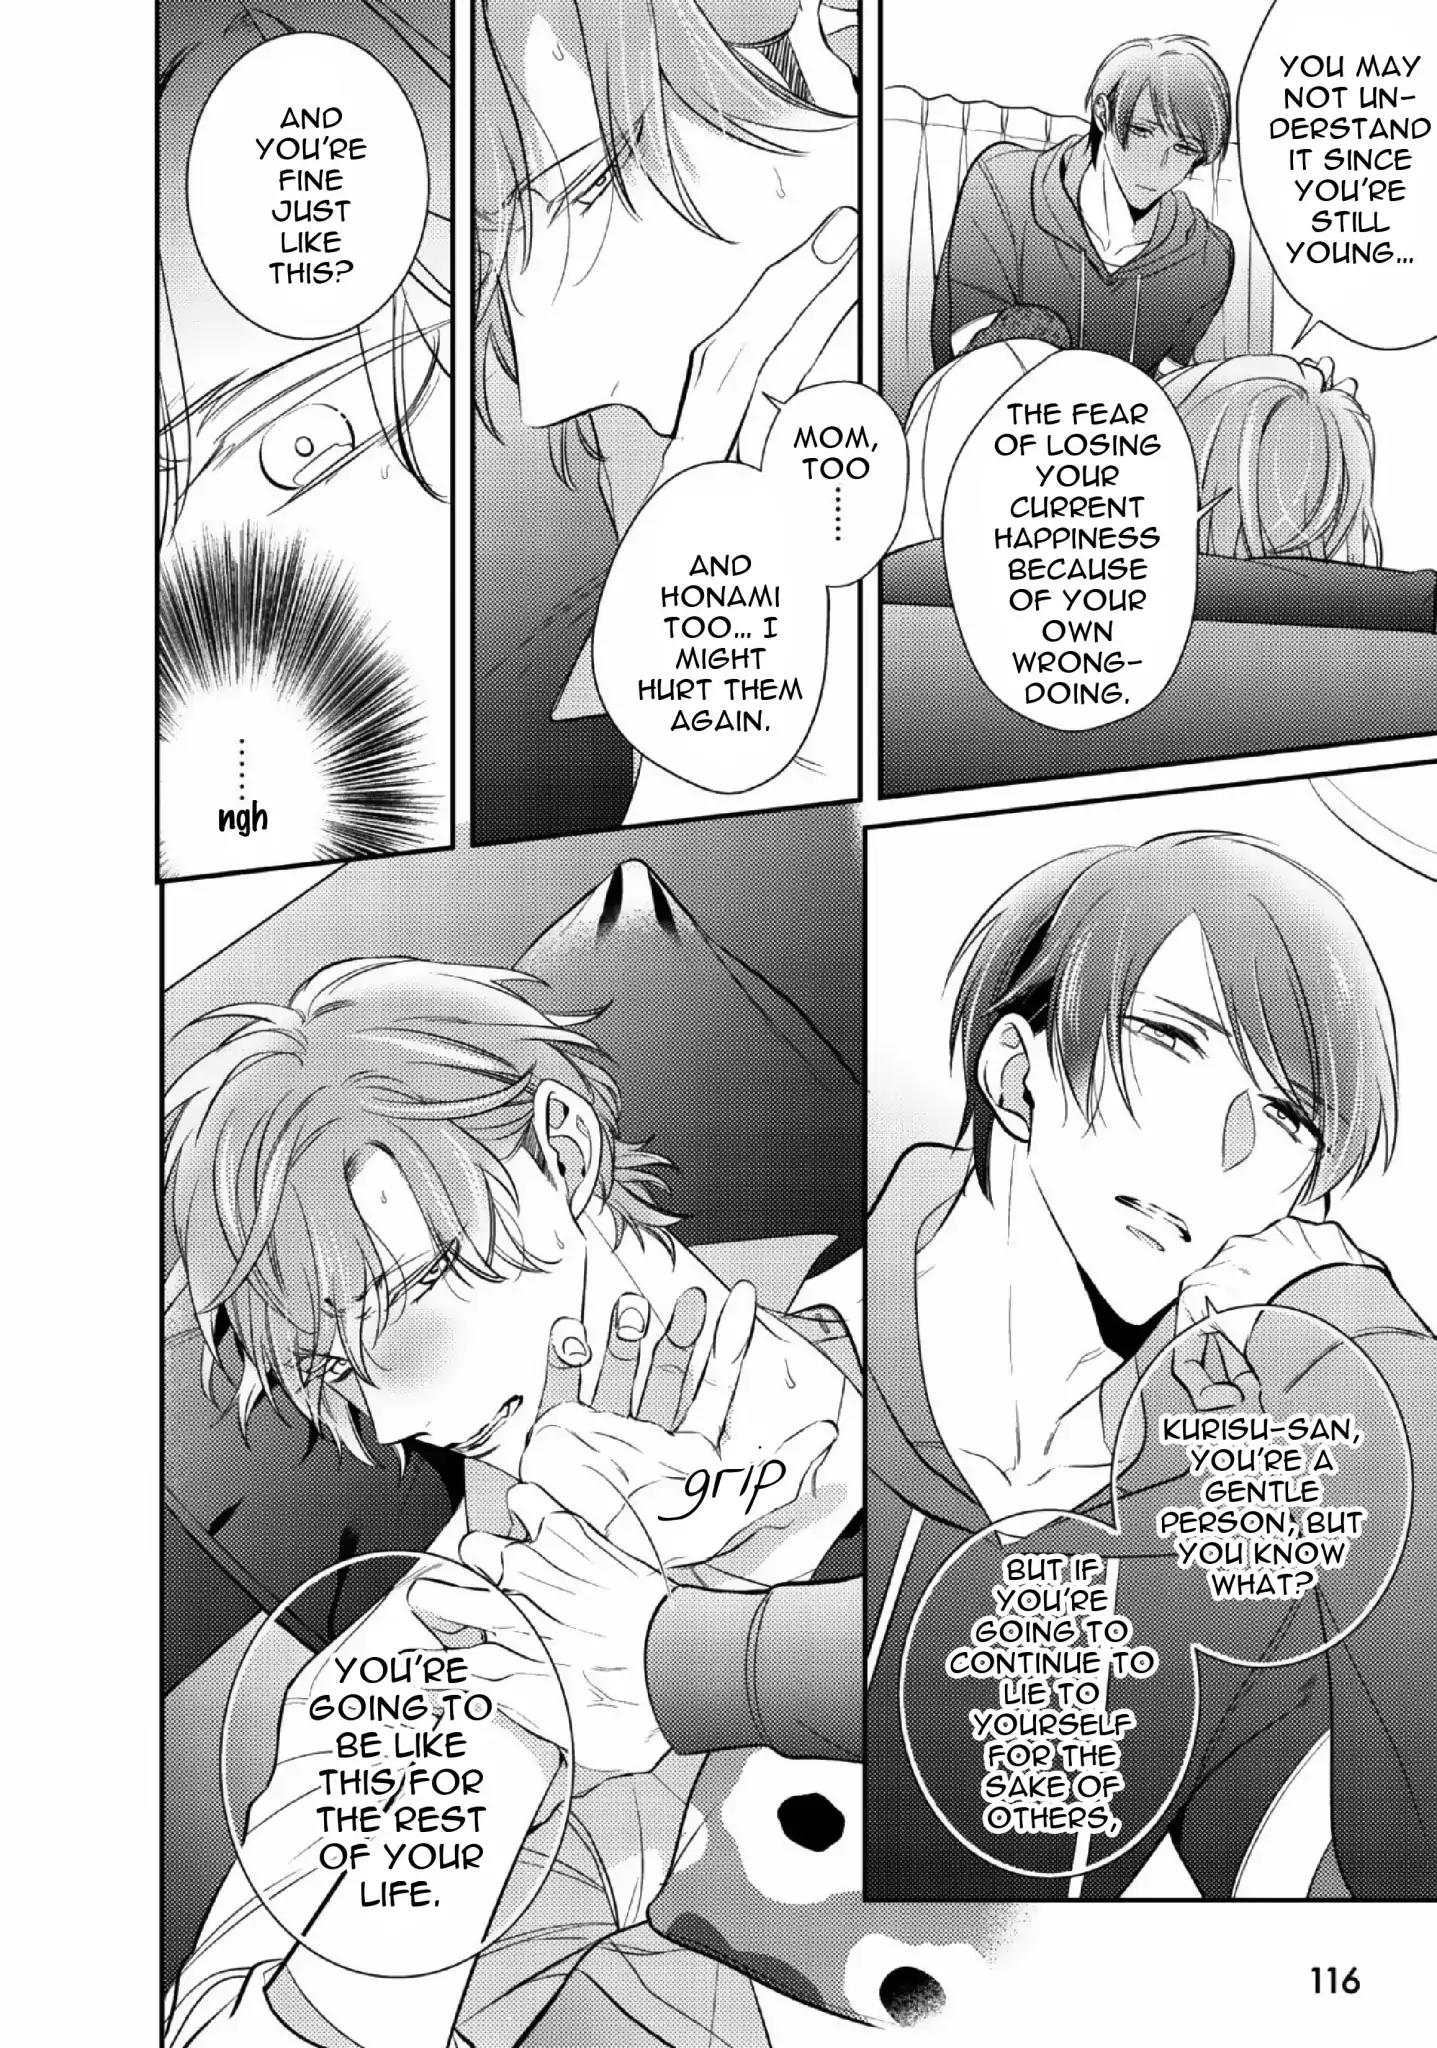 YOU MAY
NOT UN-
DERSTAND
IT SINCE
YOU'RE
STILL
YOUNG...
THE FEAR
OF LOSING
YOUR
CURRENT
HAPPINESS
BECAUSE
OF YOUR
OWN
WRONG-
DOING.
MOM,
TOO
......
AND
HONAMI
TOO... I
MIGHT
HURT THEM
AGAIN.
AND
YOU'RE
FINE
JUST
LIKE
THIS?
......
ngh
KURISU-SAN,
YOU'RE A
GENTLE
PERSON, BUT
YOU KNOW
WHAT?
BUT IF
YOU'RE
GOING TO
CONTINUE TO
LIE TO
YOURSELF
FOR THE
SAKE OF
OTHERS,
grip
YOU'RE
GOING TO
BE LIKE
THIS FOR
THE REST
OF YOUR
LIFE.
116